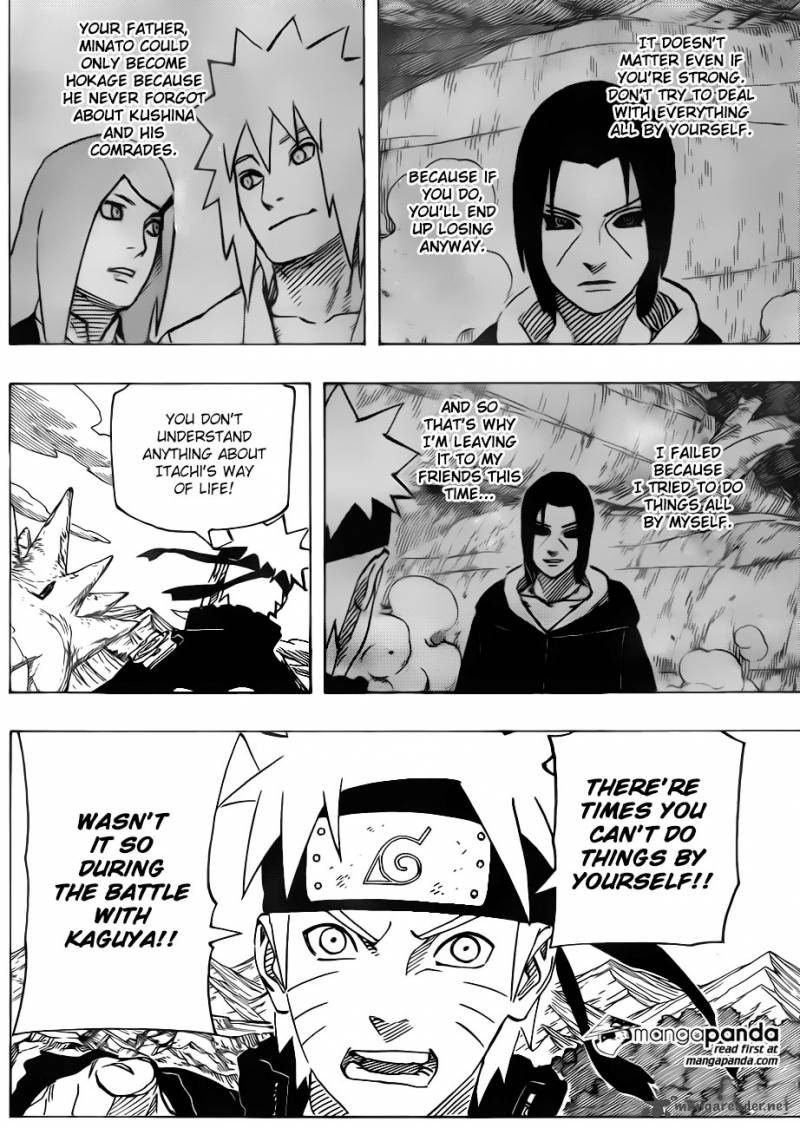 THERE'RE
TIMES YOU
CAN'T DO
THINGS BY
YOURSELF!!
WASN'T
IT SO
DURING
THE BATTLE
WITH
KAGUYA!!
IT DOESN'T
MATTER EVEN IF
YOU'RE STRONG.
DON'T TRY TO DEAL
WITH EVERYTHING
ALL BY YOURSELF.
BECAUSE IF
YOU DO,
YOU'LL END
UP LOSING
ANYWAY.
YOUR FATHER,
MINATO COULD
ONLY BECOME
HOKAGE BECAUSE
HE NEVER FORGOT
ABOUT KUSHINA
AND HIS
COMRADES.
I FAILED
BECAUSE
I TRIED TO DO
THINGS ALL
BY MYSELF.
AND SO
THAT'S WHY
I'M LEAVING
IT TO MY
FRIENDS THIS
TIME...
YOU DON'T
UNDERSTAND
ANYTHING ABOUT
ITACHI'S WAY
OF LIFE!
mangapanda
read first at
mangapanda.com
mangareader.net